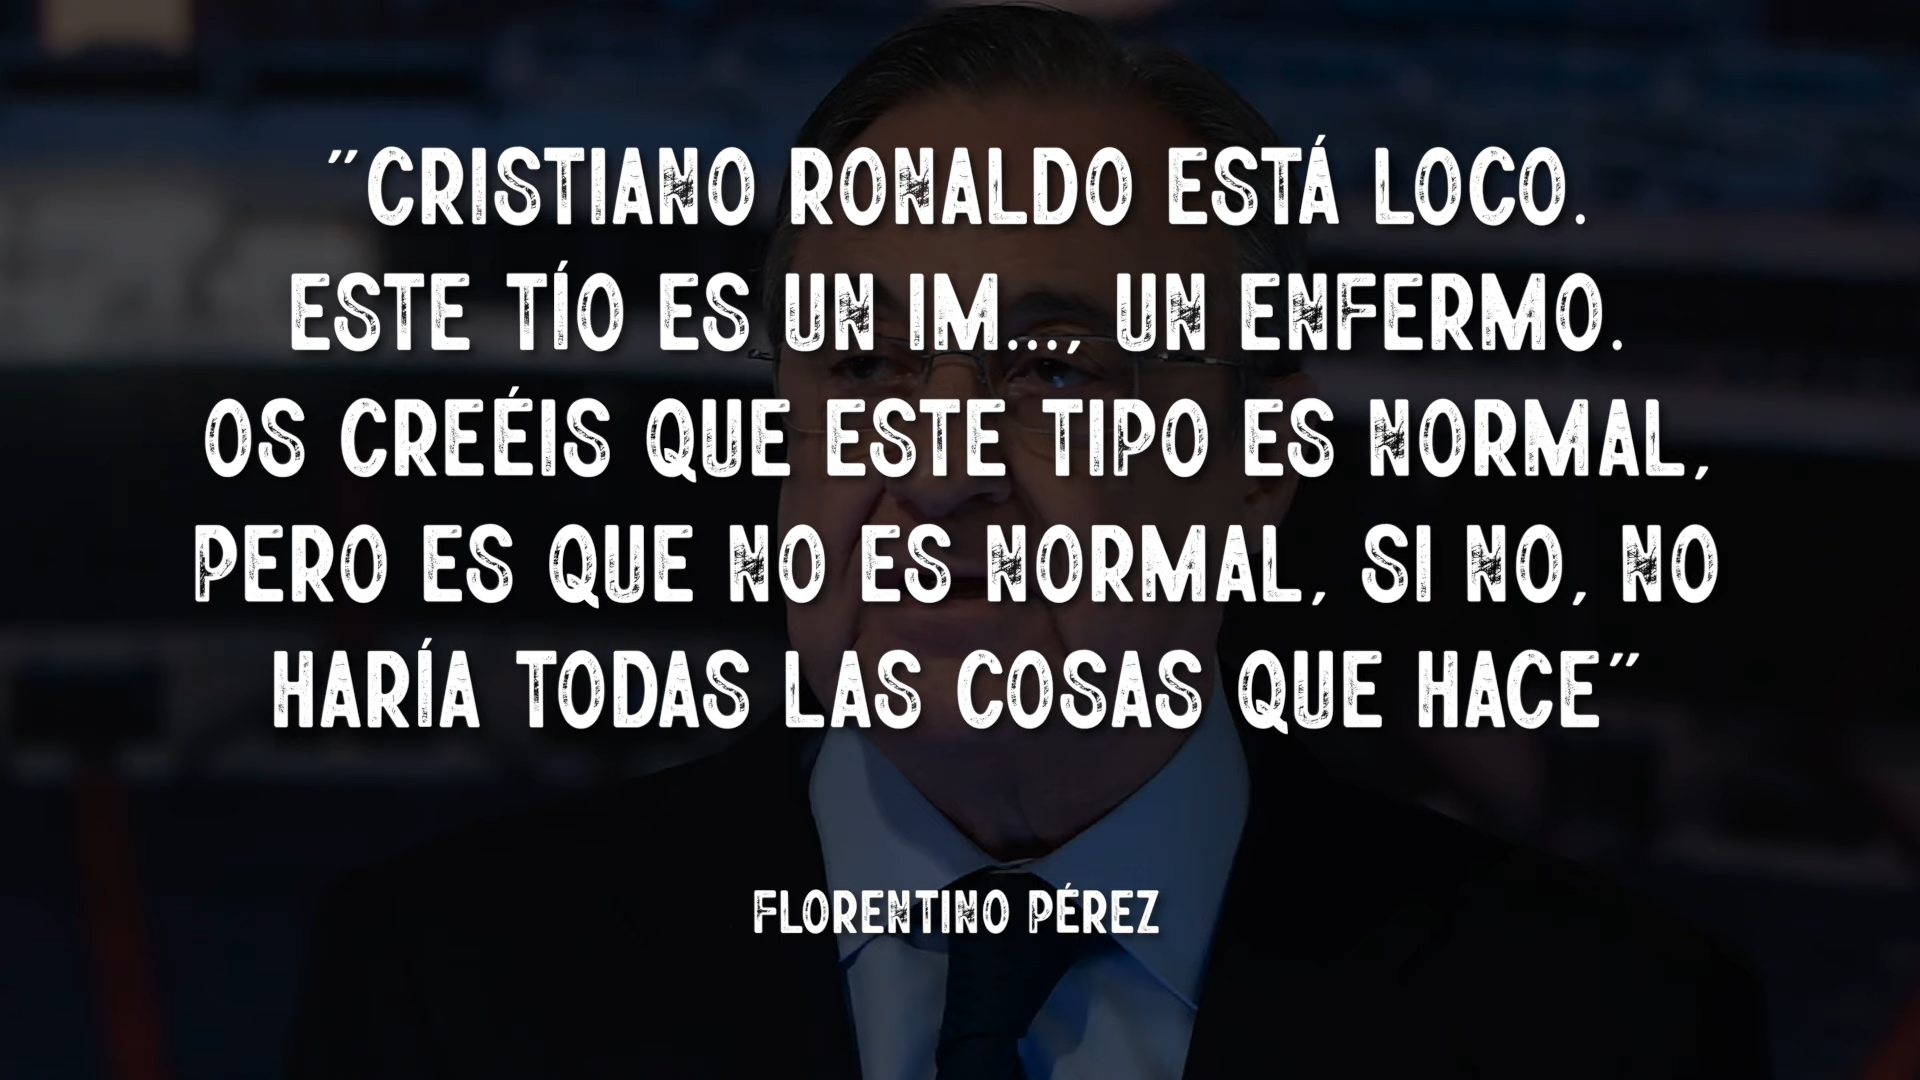 "CRISTIANO RONALDO ESTÁ LOCO.
ESTE TÍO ES UN IM..., UN ENFERMO.
OS CREÉIS QUE ESTE TIPO ES NORMAL,
PERO ES QUE NO ES NORMAL, SI NO, NO
HARÍA TODAS LAS COSAS QUE HACE"
FLORENTINO PÉREZ